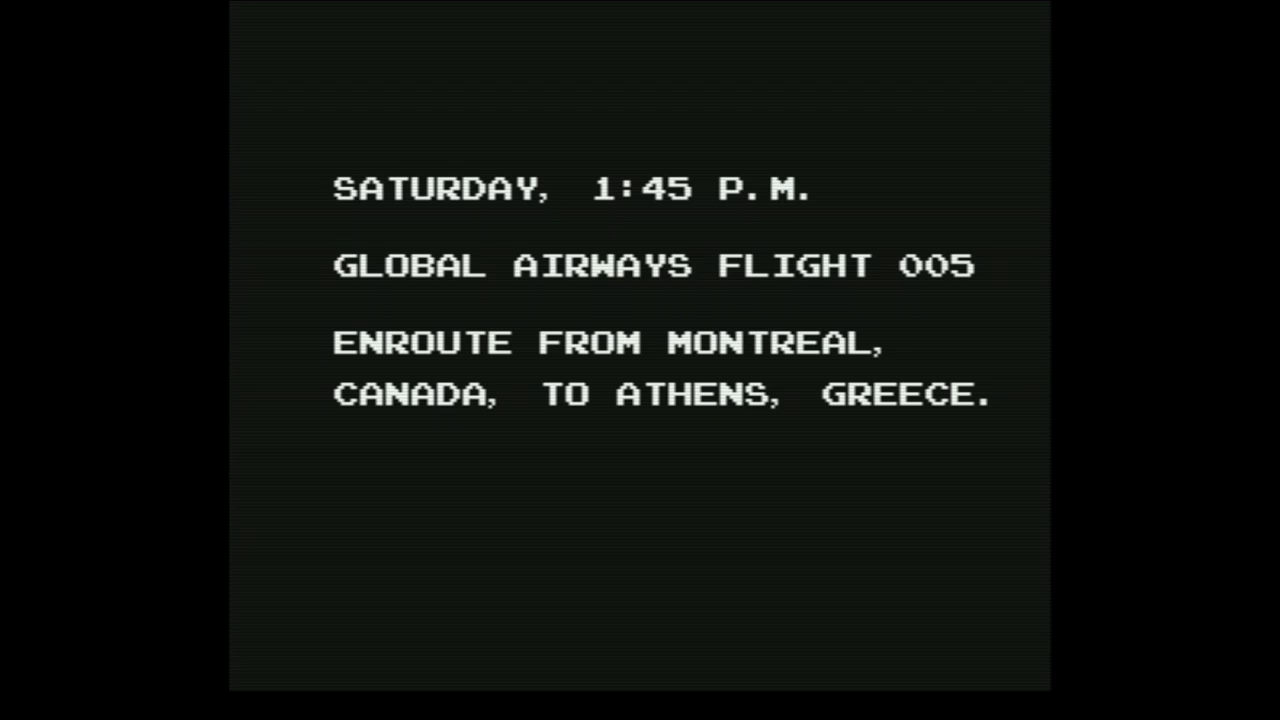 SATURDAY, 1:45 P.M.
GLOBAL AIRWAYS FLIGHT 005
ENROUTE FROM MONTREAL,
CANADA, TO ATHENS, GREECE.